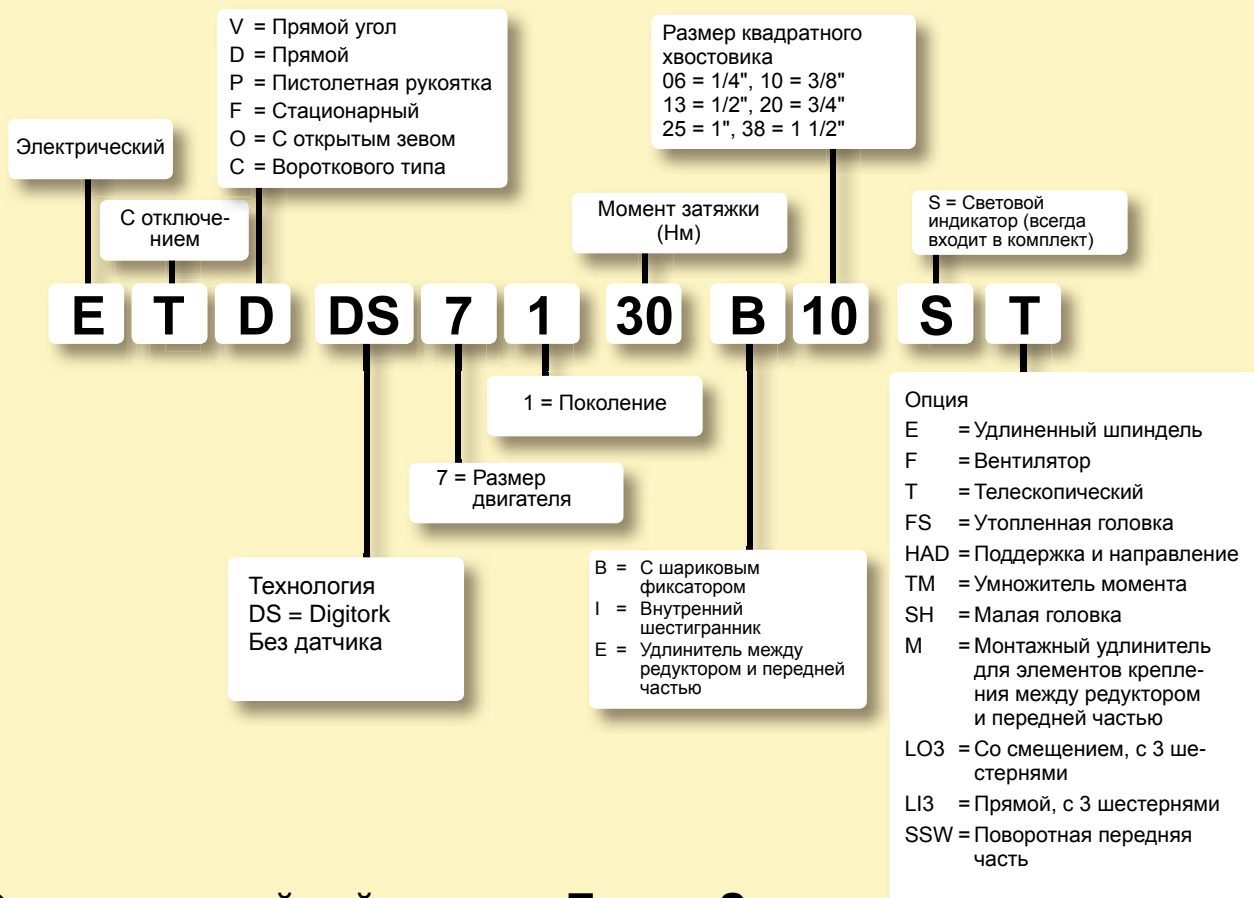 V = Прямой угол
D = Прямой
P = Пистолетная рукоятка
F = Стационарный
O = С открытым зевом
C = Вороткового типа
Размер квадратного
хвостовика
06 = 1/4", 10 = 3/8"
13 = 1/2", 20 = 3/4"
25 = 1", 38 = 1 1/2"
Электрический
С отключе-
нием
Момент затяжки
(Нм)
S = Световой
индикатор (всегда
входит в комплект)
E T D DS 7 1 30 B 10 S T
1 = Поколение
7 = Размер
двигателя
Технология
DS = Digitork
Без датчика
B = С шариковым
фиксатором
I = Внутренний
шестигранник
E = Удлинитель между
редуктором и передней
частью
Опция
E = Удлиненный шпиндель
F = Вентилятор
T = Телескопический
FS = Утопленная головка
HAD = Поддержка и направление
TM = Умножитель момента
SH = Малая головка
M = Монтажный удлинитель
для элементов крепле-
ния между редуктором
и передней частью
LO3 = Со смещением, с 3 ше-
стернями
LI3 = Прямой, с 3 шестернями
SSW = Поворотная передняя
часть